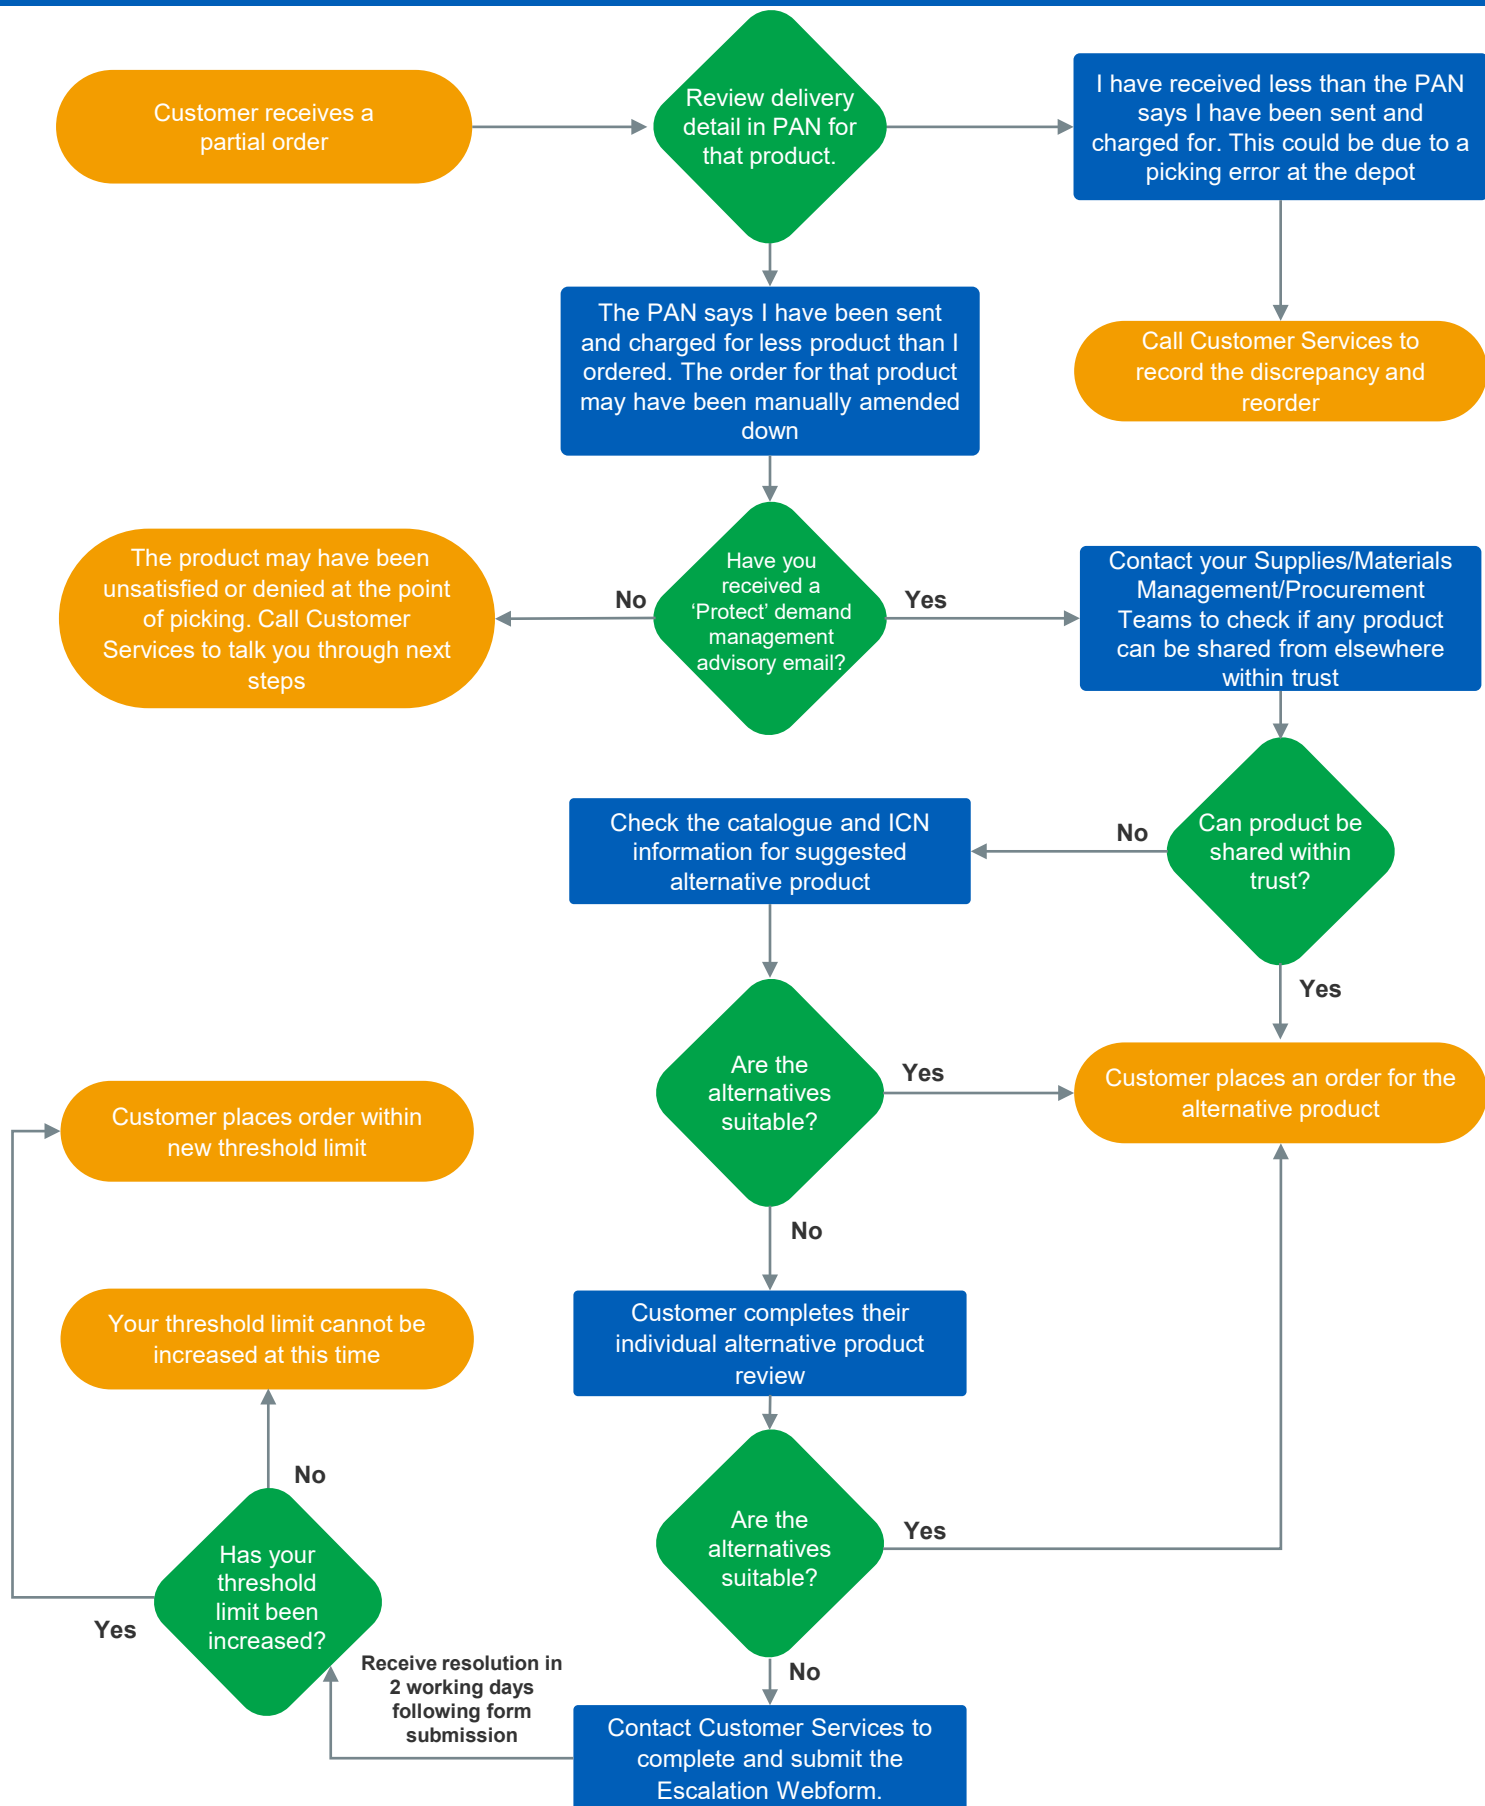 Customer receives a
partial order
Review delivery
detail in PAN for
that product.
I have received less than the PAN
says I have been sent and
charged for. This could be due to a
picking error at the depot
The PAN says I have been sent
and charged for less product than I
ordered. The order for that product
may have been manually amended
down
Call Customer Services to
record the discrepancy and
reorder
The product may have been
unsatisfied or denied at the point
of picking. Call Customer
Services to talk you through next
steps
No
Have you
received a
‘Protect’ demand
management
advisory email?
Yes
Contact your Supplies/Materials
Management/Procurement
Teams to check if any product
can be shared from elsewhere
within trust
Check the catalogue and ICN
information for suggested
alternative product
No
Can product be
shared within
trust?
Yes
Are the
alternatives
suitable?
Yes
Customer places an order for the
alternative product
Customer places order within
new threshold limit
No
Customer completes their
individual alternative product
review
Your threshold limit cannot be
increased at this time
No
Are the
alternatives
suitable?
Yes
Has your
threshold
limit been
increased?
Yes
Receive resolution in
2 working days
following form
submission
No
Contact Customer Services to
complete and submit the
Escalation Webform.